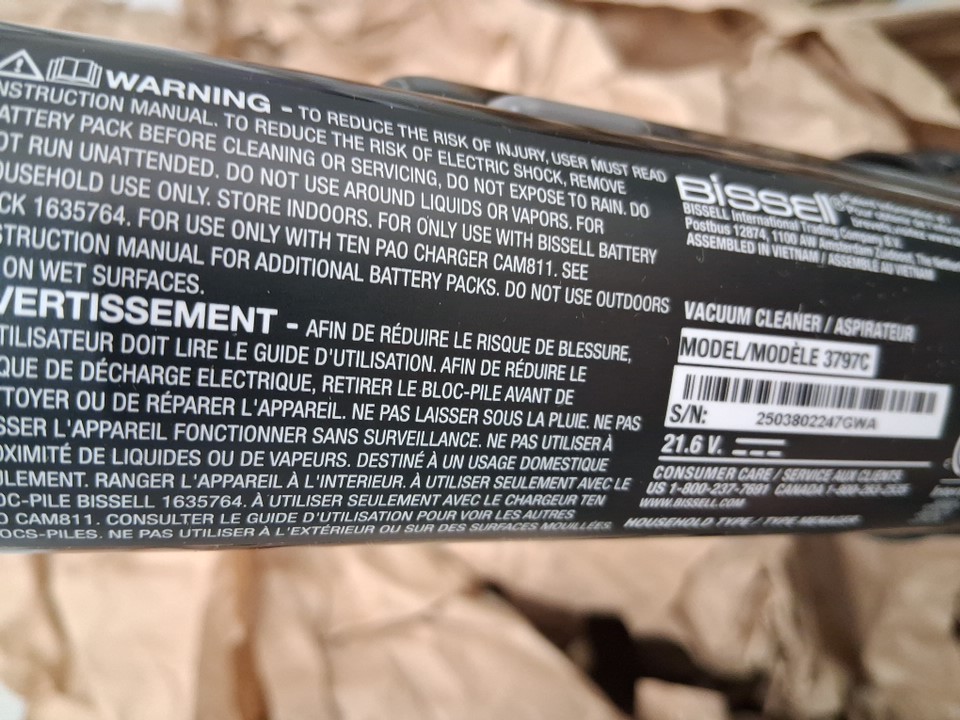 WARNING - TO REDUCE THE RISK OF INJURY, USER MUST READ
NSTRUCTION MANUAL. TO REDUCE THE RISK OF ELECTRIC SHOCK, REMOVE
ATTERY PACK BEFORE CLEANING OR SERVICING, DO NOT EXPOSE TO RAIN. DO
OT RUN UNATTENDED. DO NOT USE AROUND LIQUIDS OR VAPORS. FOR
OUSEHOLD USE ONLY. STORE INDOORS. FOR ONLY USE WITH BISSELL BATTERY
CK 1635764. FOR USE ONLY WITH TEN PAO CHARGER CAM811. SEE
STRUCTION MANUAL FOR ADDITIONAL BATTERY PACKS. DO NOT USE OUTDOORS
ON WET SURFACES.
VERTISSEMENT - AFIN DE RÉDUIRE LE RISQUE DE BLESSURE,
TILISATEUR DOIT LIRE LE GUIDE D'UTILISATION. AFIN DE RÉDUIRE LE
QUE DE DÉCHARGE ELECTRIQUE, RETIRER LE BLOC-PILE AVANT DE
TTOYER OU DE RÉPARER L'APPAREIL. NE PAS LAISSER SOUS LA PLUIE. NE PAS
SSER L'APPAREIL FONCTIONNER SANS SURVEILLANCE. NE PAS UTILISER À
OXIMITÉ DE LIQUIDES OU DE VAPEURS. DESTINÉ À UN USAGE DOMESTIQUE
ULEMENT. RANGER L'APPAREIL À L'INTERIEUR. À UTILISER SEULEMENT AVEC LE
OC-PILE BISSELL 1635764. À UTILISER SEULEMENT AVEC LE CHARGEUR TEN
O CAM811. CONSULTER LE GUIDE D'UTILISATION POUR VOIR LES AUTRES
OCS-PILES. NE PAS UTILISER À L'EXTÉRIEUR OU SUR DES SURFACES MOUILLÉES.
BISSELL®
BISSELL International Trading Company B.V.
Postbus 12874, 1100 AW Amsterdam Zuidoost, The
ASSEMBLED IN VIETNAM / ASSEMBLÉ AU VIETNAM
VACUUM CLEANER / ASPIRATEUR
MODEL/MODÈLE 3797C
S/N: 2503802247GWA
21.6 V.
CONSUMER CARE / SERVICE AUX CLIENTS
US 1-800-237-7691 CANADA
WWW.BISSELL.COM
HOUSEHOLD TYPE / TYPE